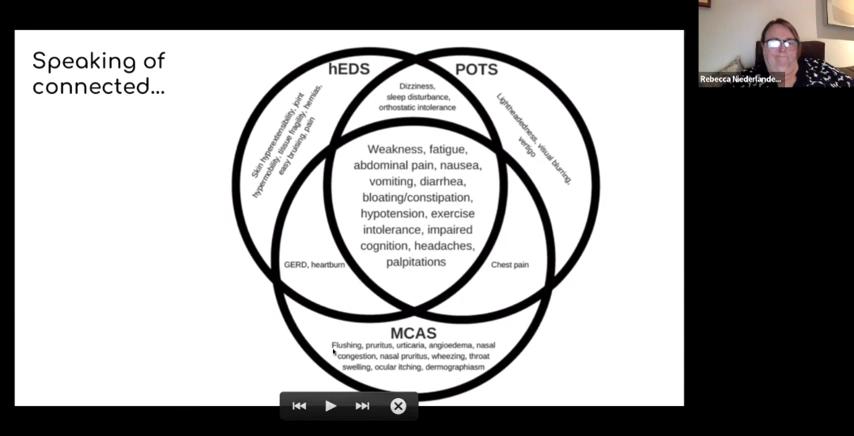 Speaking of
connected...
hEDS
POTS
Dizziness,
sleep disturbance,
orthostatic intolerance
Skin hyperextensibility, joint
hypermobility, tissue fragility, hernias,
easy bruising, pain
Lightheadedness, visual blurring,
vertigo
Weakness, fatigue,
abdominal pain, nausea,
vomiting, diarrhea,
bloating/constipation,
hypotension, exercise
intolerance, impaired
cognition, headaches,
palpitations
GERD, heartburn
Chest pain
MCAS
Flushing, pruritus, urticaria, angioedema, nasal
congestion, nasal pruritus, wheezing, throat
swelling, ocular itching, dermographiasm
Rebecca Niederlande...